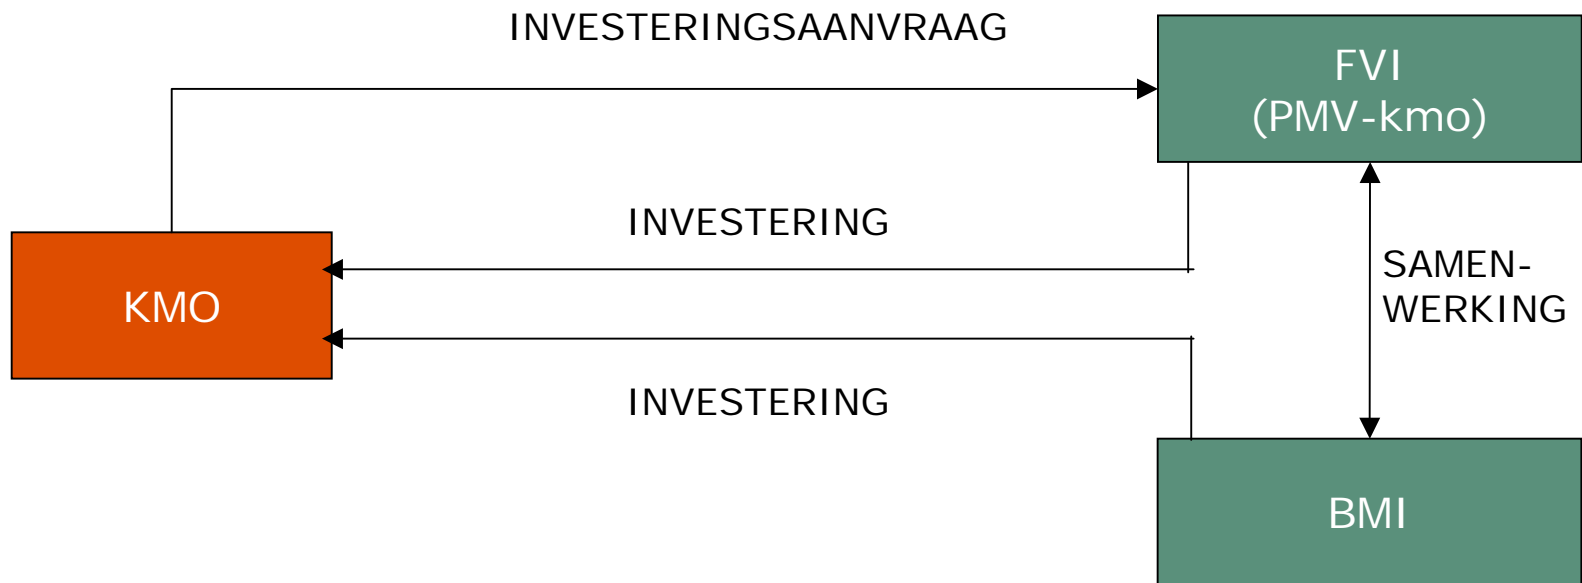 INVESTERINGSAANVRAAG
FVI
(PMV-kmo)
INVESTERING
SAMEN-
WERKING
KMO
INVESTERING
BMI